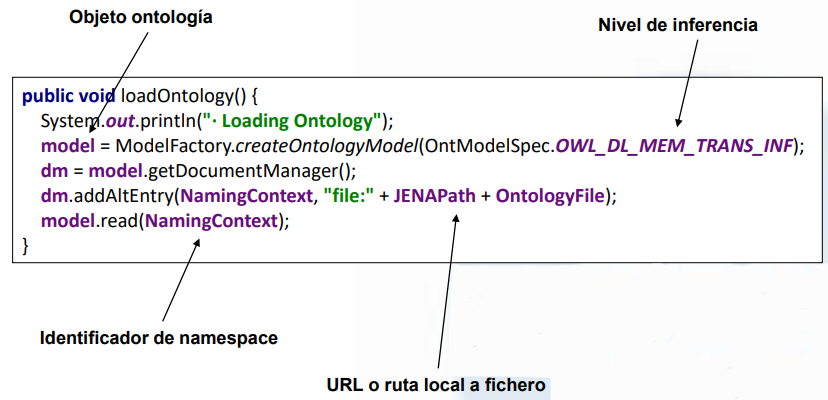 Objeto ontología
Nivel de inferencia
public void loadOntology() {
System.out.println("· Loading Ontology");
model = ModelFactory.createOntologyModel(OntModelSpec.OWL_DL_MEM_TRANS_INF);
dm = model.getDocumentManager();
dm.addAltEntry(NamingContext, "file:" + JENAPath + OntologyFile);
model.read(NamingContext);
}
Identificador de namespace
URL o ruta local a fichero